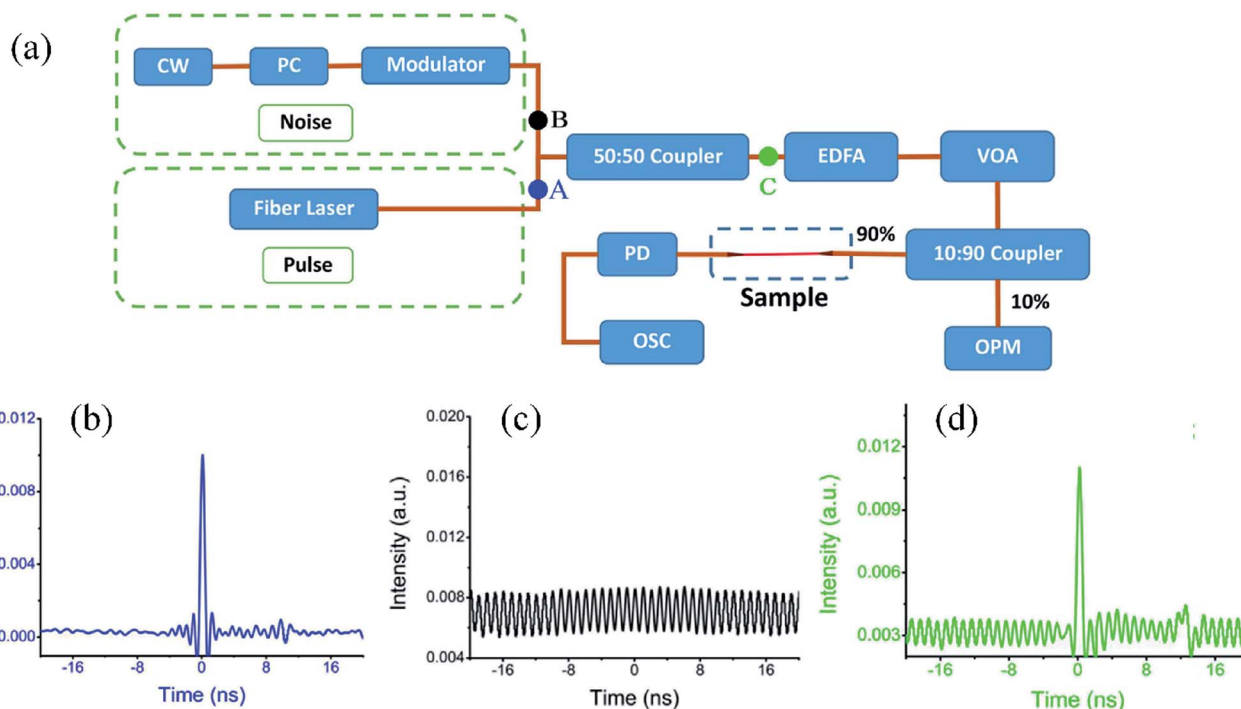 (a)
CW
PC
Modulator
Noise
B
50:50 Coupler
C
EDFA
VOA
A
Fiber Laser
Pulse
PD
Sample
90%
10:90 Coupler
10%
OSC
OPM
(b)
0.012
0.008
0.004
0.000
-16
-8
0
8
16
Time (ns)
(c)
Intensity (a.u.)
0.020
0.016
0.012
0.008
0.004
-16
-8
0
8
16
Time (ns)
(d)
Intensity (a.u.)
0.012
0.009
0.006
0.003
-16
-8
0
8
16
Time (ns)